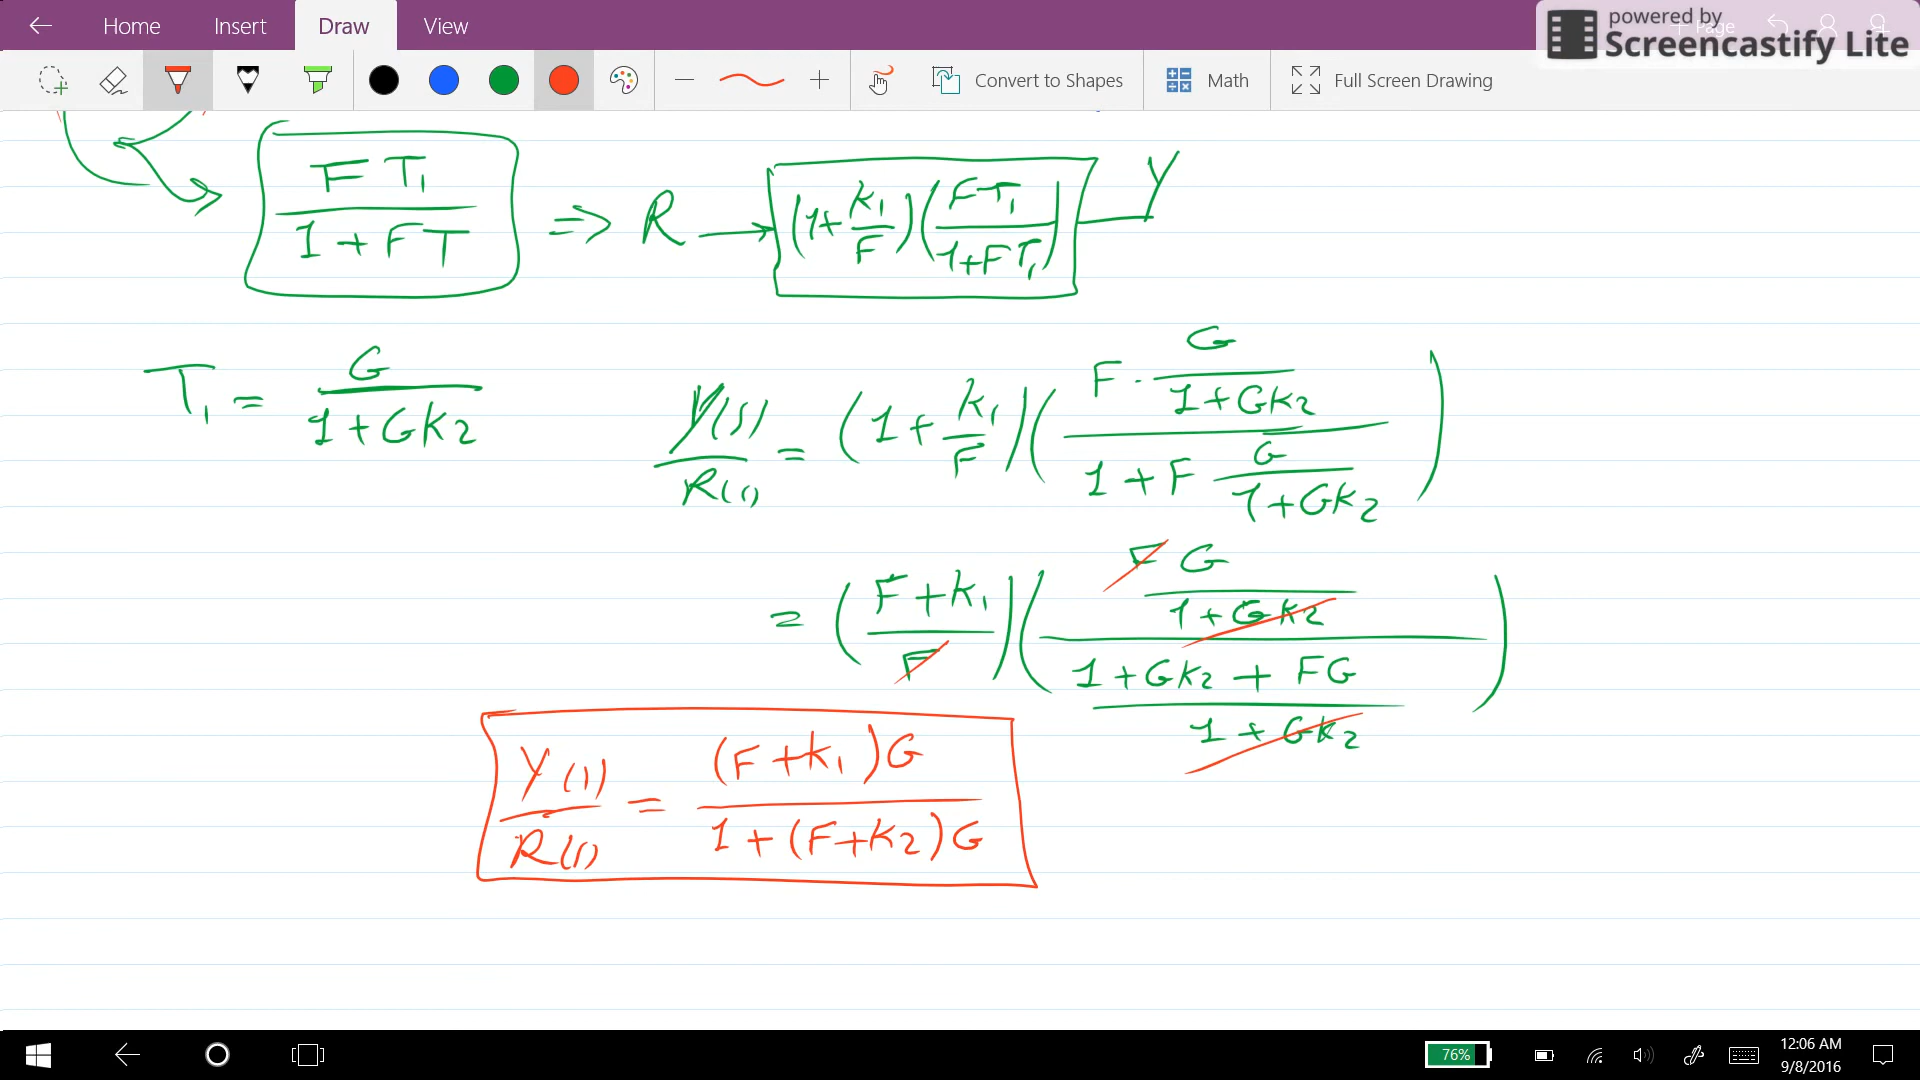 Home Insert Draw View
powered by
Screencastify Lite
Page
Convert to Shapes Math Full Screen Drawing
FT₁ / 1 + FT ⇒ R → (1+ K₁/F)(FT₁ / 1+FT₁) Y
T₁ = G / 1+GK2
Y(s)/R(s) = (1 + K₁/F)(F · G/1+GK2 / 1 + F G/1+GK2)
= (F+K₁ / F)(FG / 1+GK2 / 1+GK2 + FG / 1+GK2)
Y(s)/R(s) = (F+K₁)G / 1+(F+K2)G
76%
12:06 AM
9/8/2016